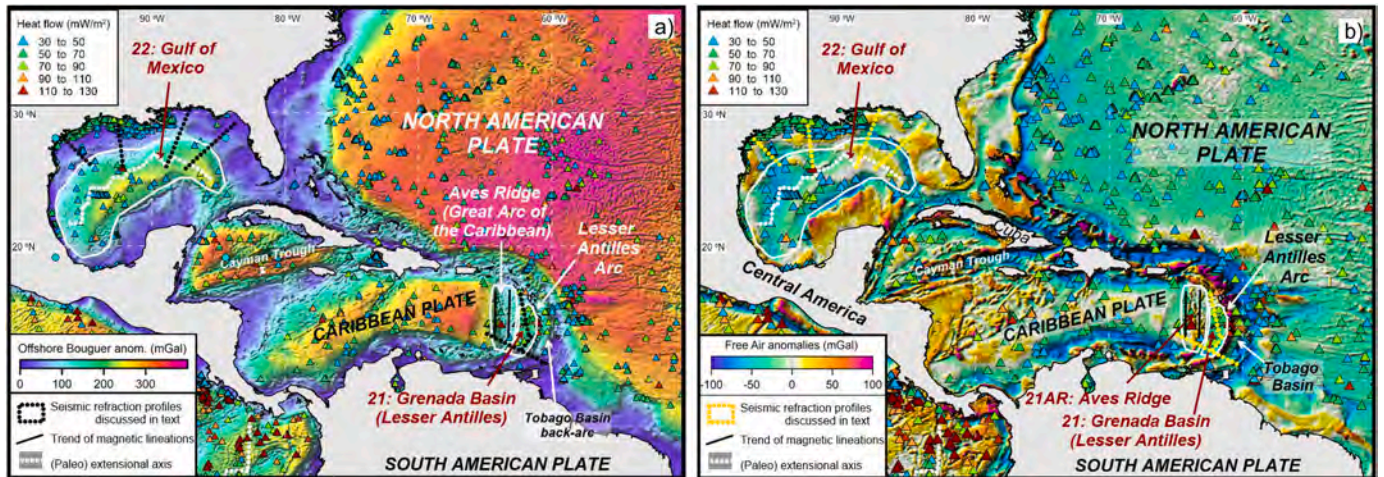 90 °W
80 °W
70 °W
60 °W
a)
Heat flow (mW/m²)
30 to 50
50 to 70
70 to 90
90 to 110
110 to 130
22: Gulf of
Mexico
30 °N
NORTH AMERICAN
PLATE
Aves Ridge
(Great Arc of
the Caribbean)
Lesser
Antilles
Arc
20 °N
Cayman Trough
CARIBBEAN PLATE
Offshore Bouguer anom. (mGal)
0 100 200 300
Seismic refraction profiles
discussed in text
Trend of magnetic lineations
(Paleo) extensional axis
21: Grenada Basin
(Lesser Antilles)
Tobago Basin
back-arc
SOUTH AMERICAN PLATE
90 °W
80 °W
70 °W
60 °W
b)
Heat flow (mW/m²)
30 to 50
50 to 70
70 to 90
90 to 110
110 to 130
22: Gulf of
Mexico
30 °N
NORTH AMERICAN
PLATE
Lesser
Antilles
Arc
20 °N
Cuba
Cayman Trough
Central America
CARIBBEAN PLATE
Free Air anomalies (mGal)
-100 -50 0 50 100
Seismic refraction profiles
discussed in text
Trend of magnetic lineations
(Paleo) extensional axis
Tobago
Basin
21AR: Aves Ridge
21: Grenada Basin
(Lesser Antilles)
SOUTH AMERICAN PLATE